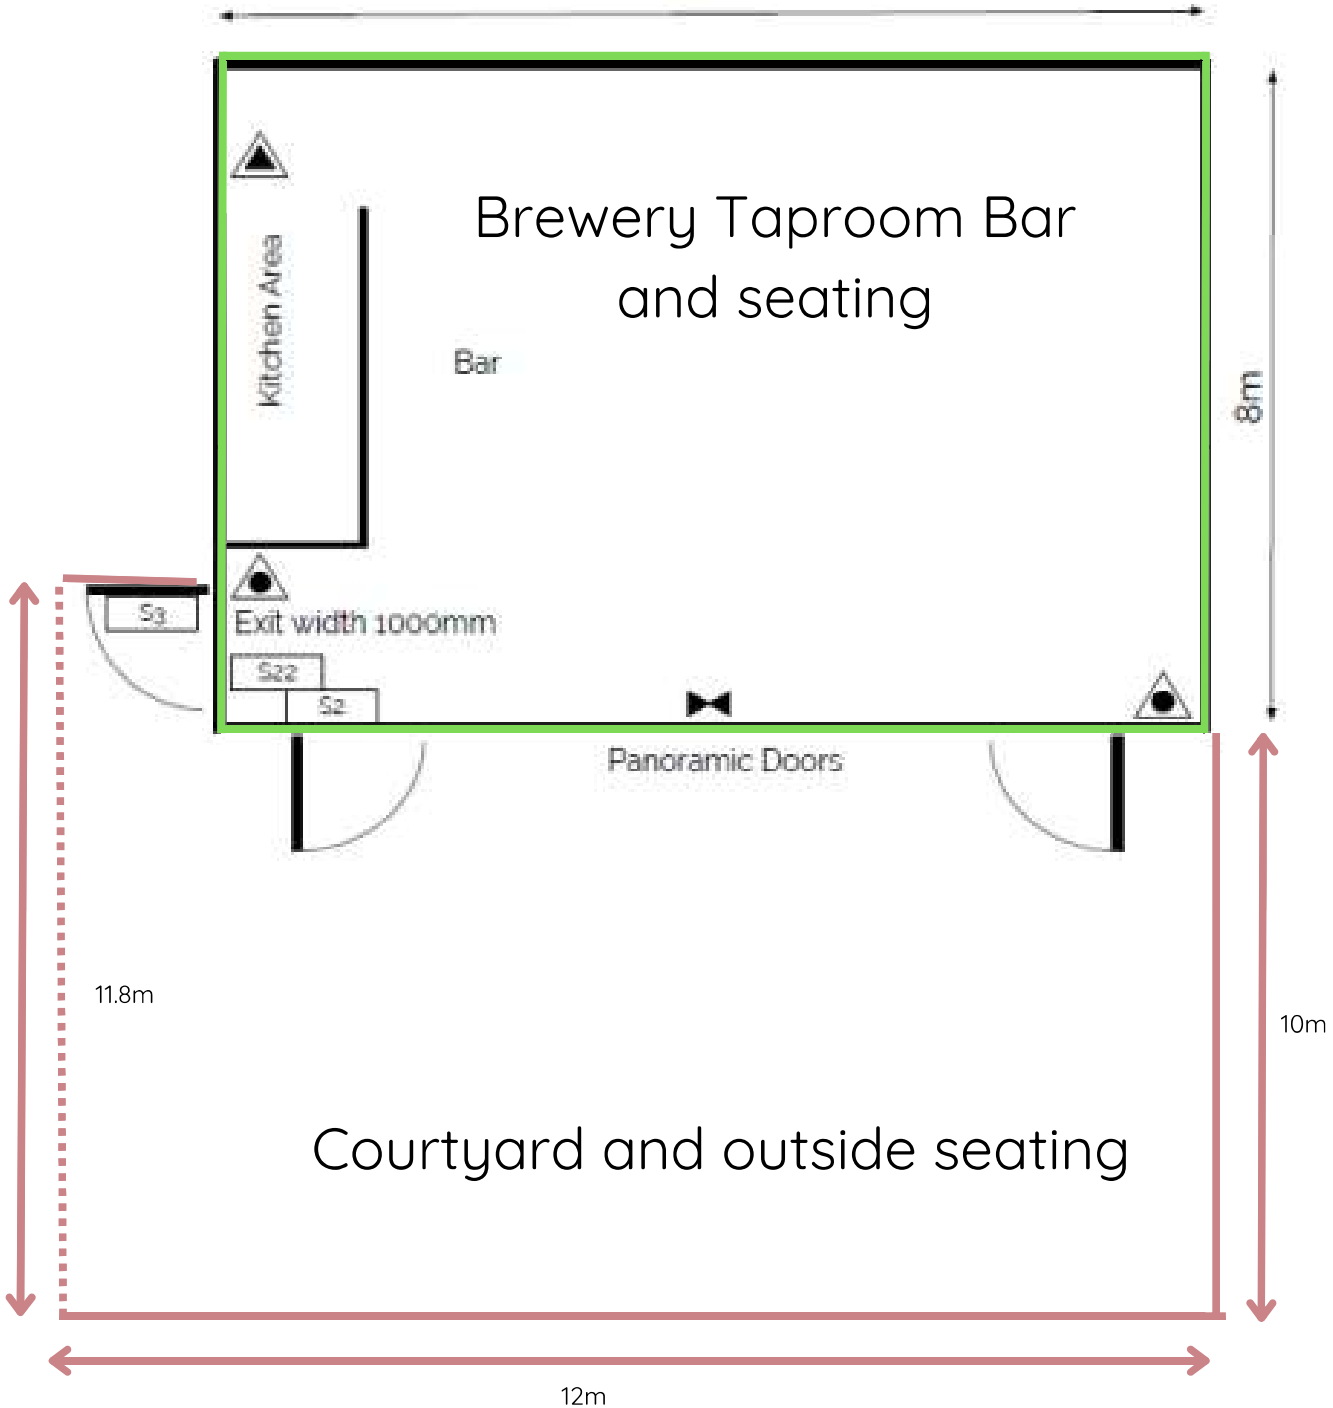 Brewery Taproom Bar
and seating
Kitchen Area
Bar
8m
S3
Exit width 1000mm
S22
S2
Panoramic Doors
11.8m
10m
Courtyard and outside seating
12m